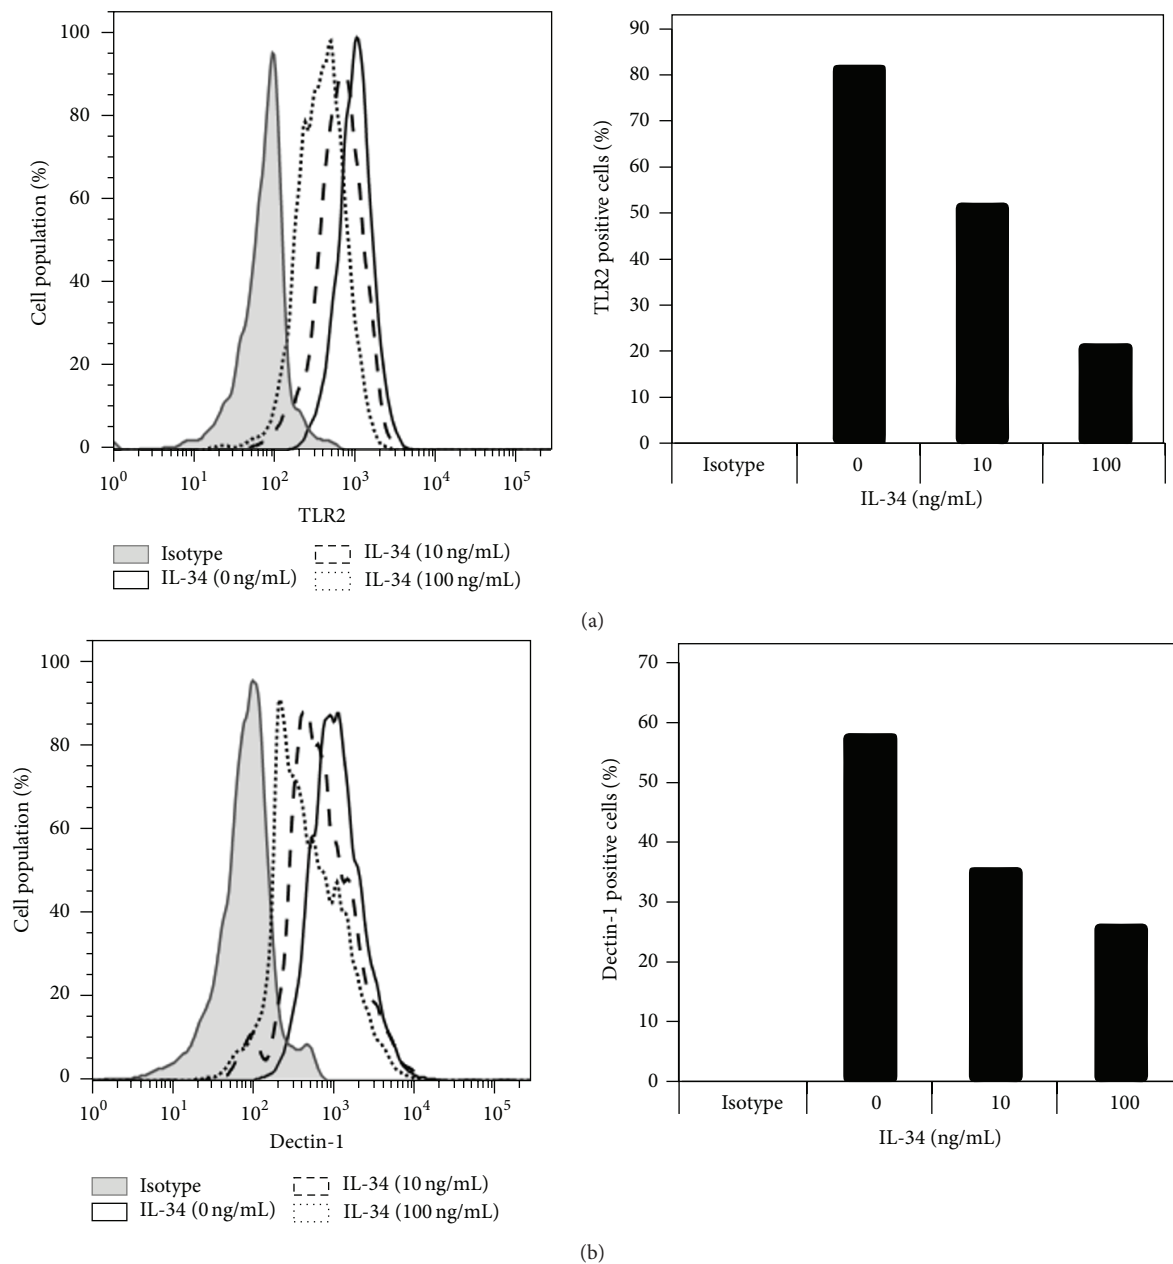 100
80
60
40
20
0
Cell population (%)
10⁰ 10¹ 10² 10³ 10⁴ 10⁵
TLR2
Isotype
IL-34 (0 ng/mL)
IL-34 (10 ng/mL)
IL-34 (100 ng/mL)
90
80
70
60
50
40
30
20
10
0
TLR2 positive cells (%)
Isotype 0 10 100
IL-34 (ng/mL)
(a)
100
80
60
40
20
0
Cell population (%)
10⁰ 10¹ 10² 10³ 10⁴ 10⁵
Dectin-1
Isotype
IL-34 (0 ng/mL)
IL-34 (10 ng/mL)
IL-34 (100 ng/mL)
70
60
50
40
30
20
10
0
Dectin-1 positive cells (%)
Isotype 0 10 100
IL-34 (ng/mL)
(b)